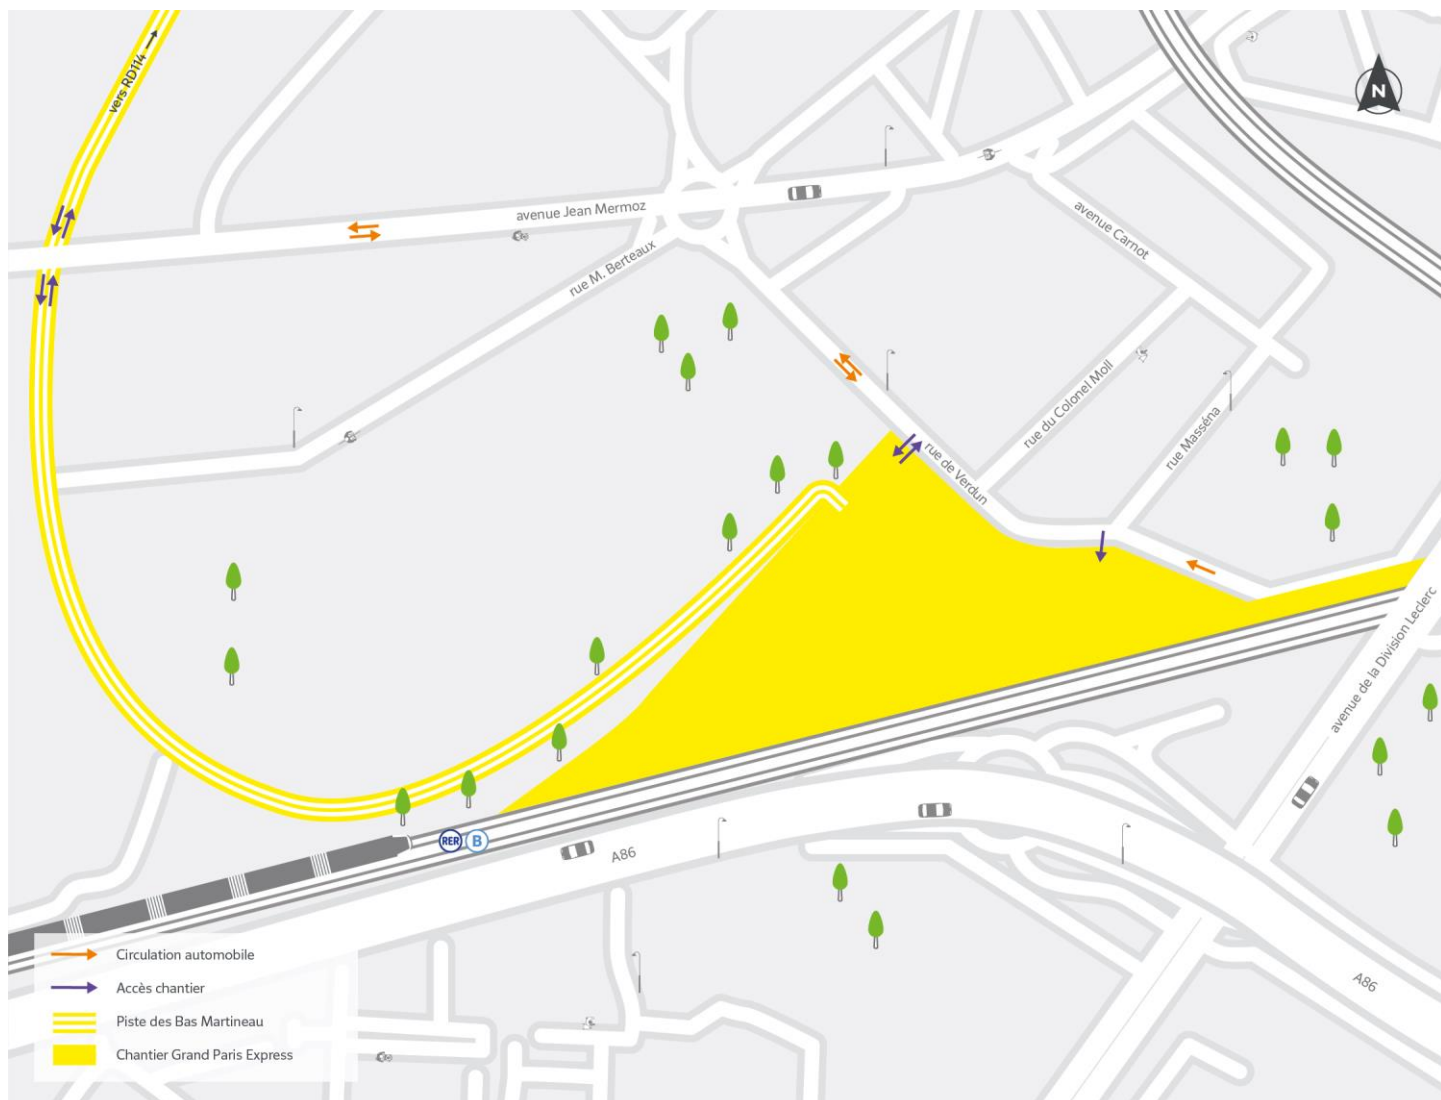 vers RD114
N
avenue Jean Mermoz
avenue Carnot
rue M. Berteaux
rue du Colonel Moll
rue Masséna
rue de Verdun
avenue de la Division Leclerc
RER B
A86
A86
Circulation automobile
Accès chantier
Piste des Bas Martineau
Chantier Grand Paris Express